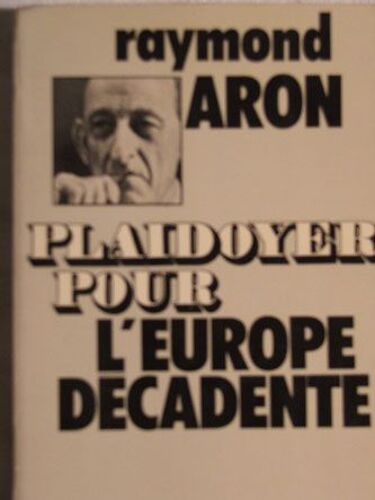 raymond
ARON
PLAIDOYER
POUR
L'EUROPE
DECADENTE